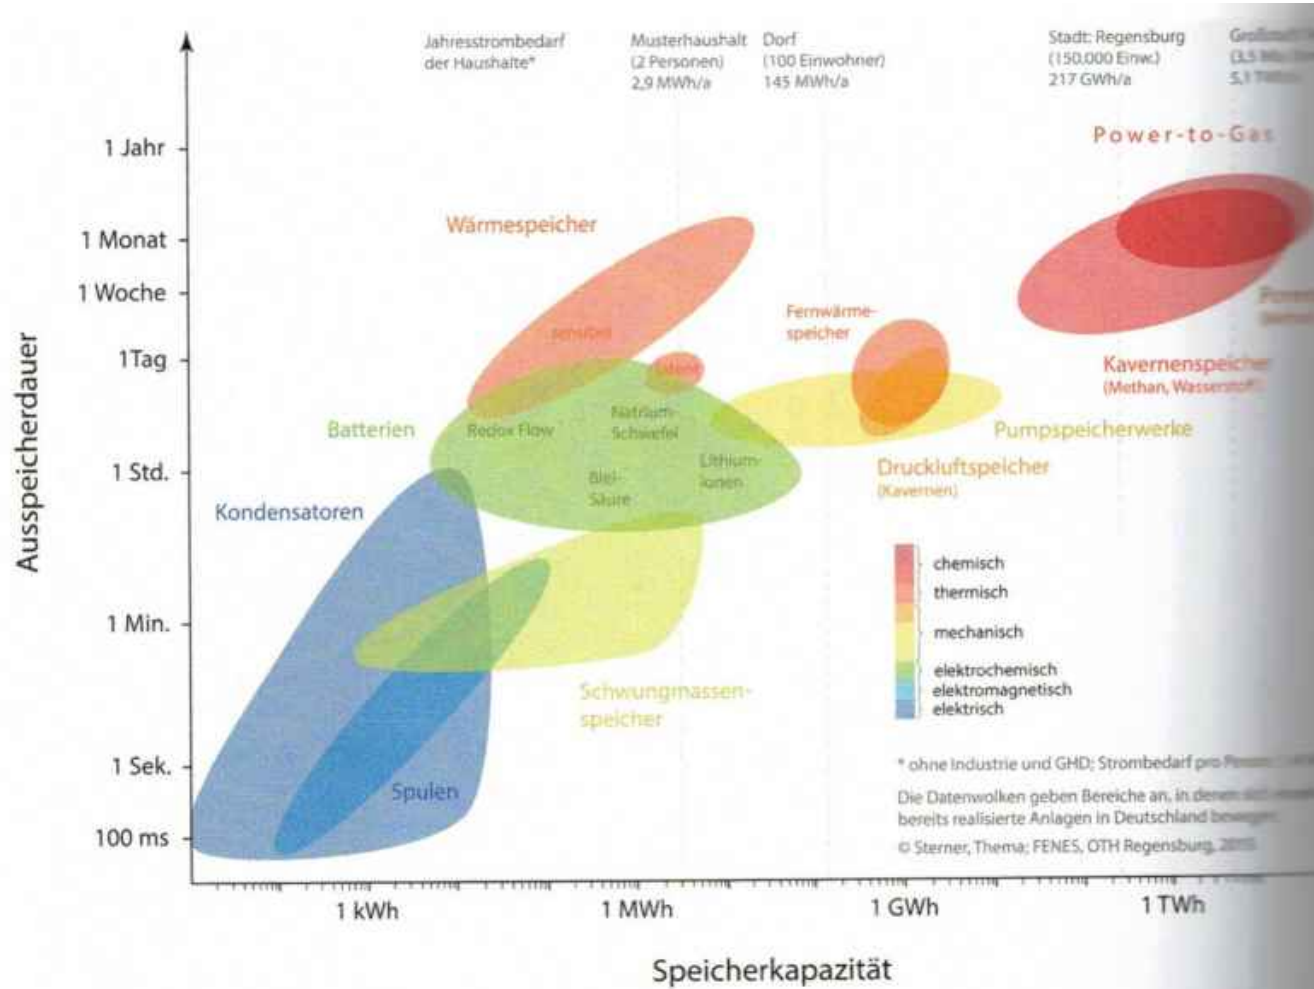 Jahresstrombedarf
der Haushalte*
Musterhaushalt
(2 Personen)
2,9 MWh/a
Dorf
(100 Einwohner)
145 MWh/a
Stadt: Regensburg
(150.000 Einw.)
217 GWh/a
Power-to-Gas
1 Jahr
1 Monat
1 Woche
1Tag
1 Std.
1 Min.
1 Sek.
100 ms
Ausspeicherdauer
Wärmespeicher
sensibel
latent
Fernwärme-
speicher
Kavernenspeicher
(Methan, Wasserstoff)
Batterien
Redox Flow
Natrium-
Schwefel
Blei-
Säure
Lithium-
Ionen
Pumpspeicherwerke
Druckluftspeicher
(Kavernen)
Kondensatoren
Schwungmassen-
speicher
Spulen
chemisch
thermisch
mechanisch
elektrochemisch
elektromagnetisch
elektrisch
* ohne Industrie und GHD; Strombedarf pro
Die Datenwolken geben Bereiche an, in denen sich
bereits realisierte Anlagen in Deutschland bewegen
© Sterner, Thema; FENES, OTH Regensburg,
1 kWh
1 MWh
1 GWh
1 TWh
Speicherkapazität